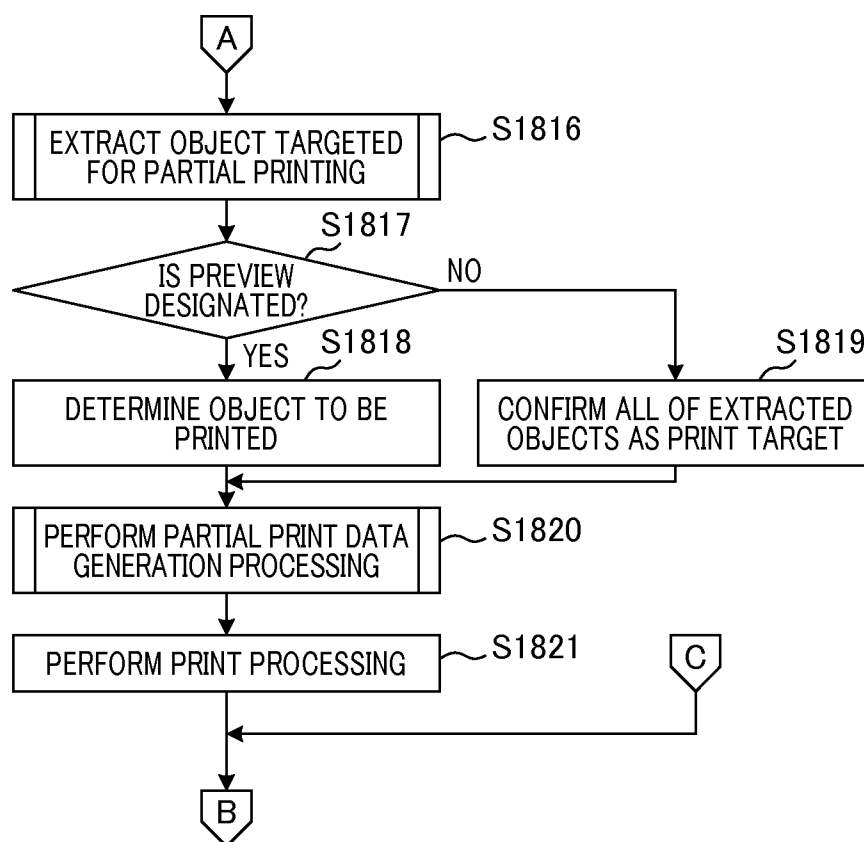 A
EXTRACT OBJECT TARGETED
FOR PARTIAL PRINTING
S1816
S1817
IS PREVIEW
DESIGNATED?
NO
YES
S1818
S1819
DETERMINE OBJECT TO BE
PRINTED
CONFIRM ALL OF EXTRACTED
OBJECTS AS PRINT TARGET
PERFORM PARTIAL PRINT DATA
GENERATION PROCESSING
S1820
PERFORM PRINT PROCESSING
S1821
C
B